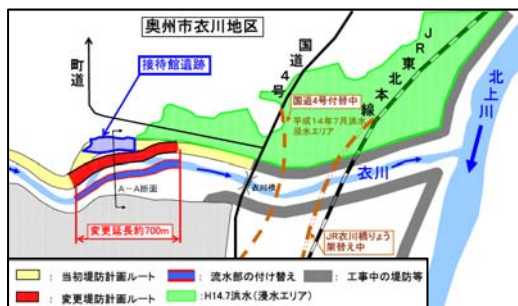 奥州市衣川地区
接待館遺跡
町道
国道4号
JR東北本線
国道4号付替中
平成14年7月洪水
浸水エリア
北上川
衣川
衣川橋
A－A断面
変更延長約700m
JR衣川橋りょう
架替え中
：当初堤防計画ルート
：流水部の付け替え
：工事中の堤防等
：変更堤防計画ルート
：H14.7洪水（浸水エリア）